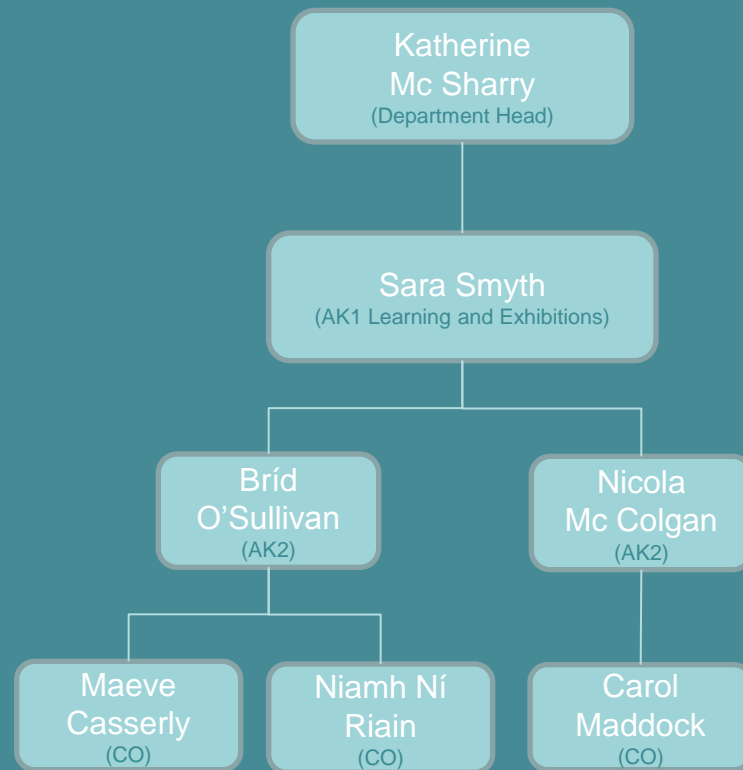 Katherine
Mc Sharry
(Department Head)
Sara Smyth
(AK1 Learning and Exhibitions)
Bríd
O’Sullivan
(AK2)
Nicola
Mc Colgan
(AK2)
Maeve
Casserly
(CO)
Niamh Ní
Riain
(CO)
Carol
Maddock
(CO)